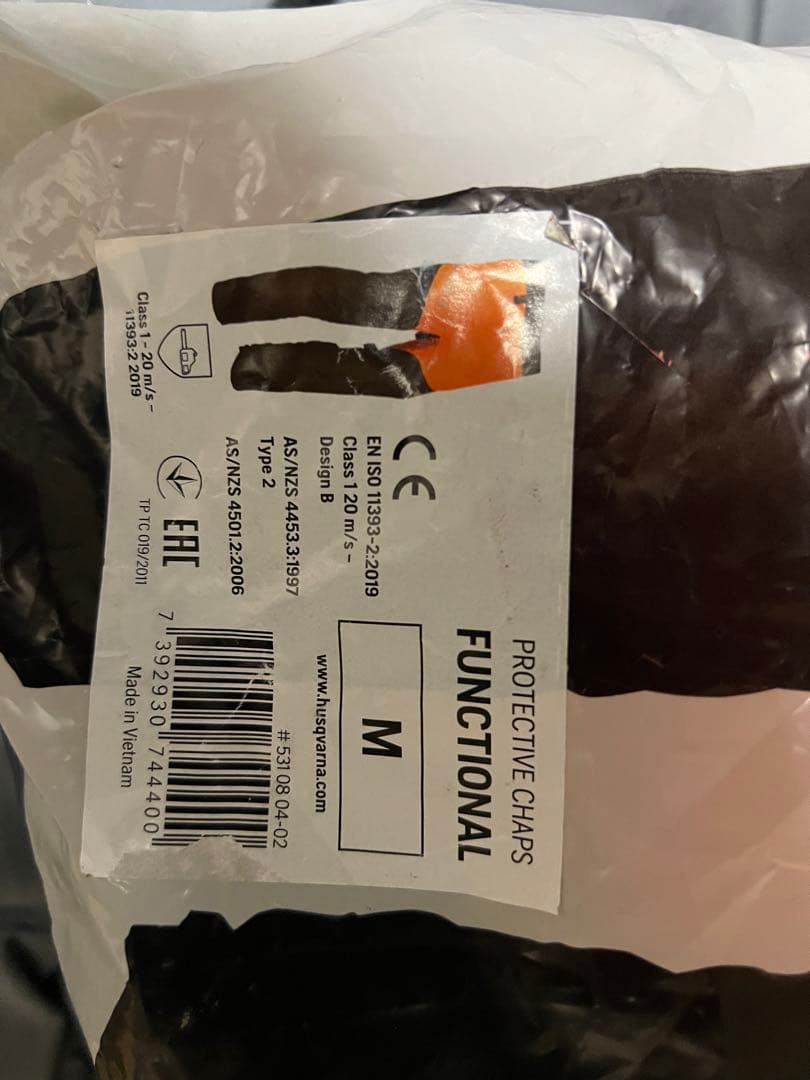 PROTECTIVE CHAPS
FUNCTIONAL
CE
EN ISO 11393-2:2019
Class 1 20 m/s –
Design B
AS/NZS 4453.3:1997
Type 2
AS/NZS 4501.2:2006
M
www.husqvarna.com
# 531 08 04-02
7 392930 744400
Made in Vietnam
Class 1 – 20 m/s –
11393:2 2019
EAC
TP TC 019/2011